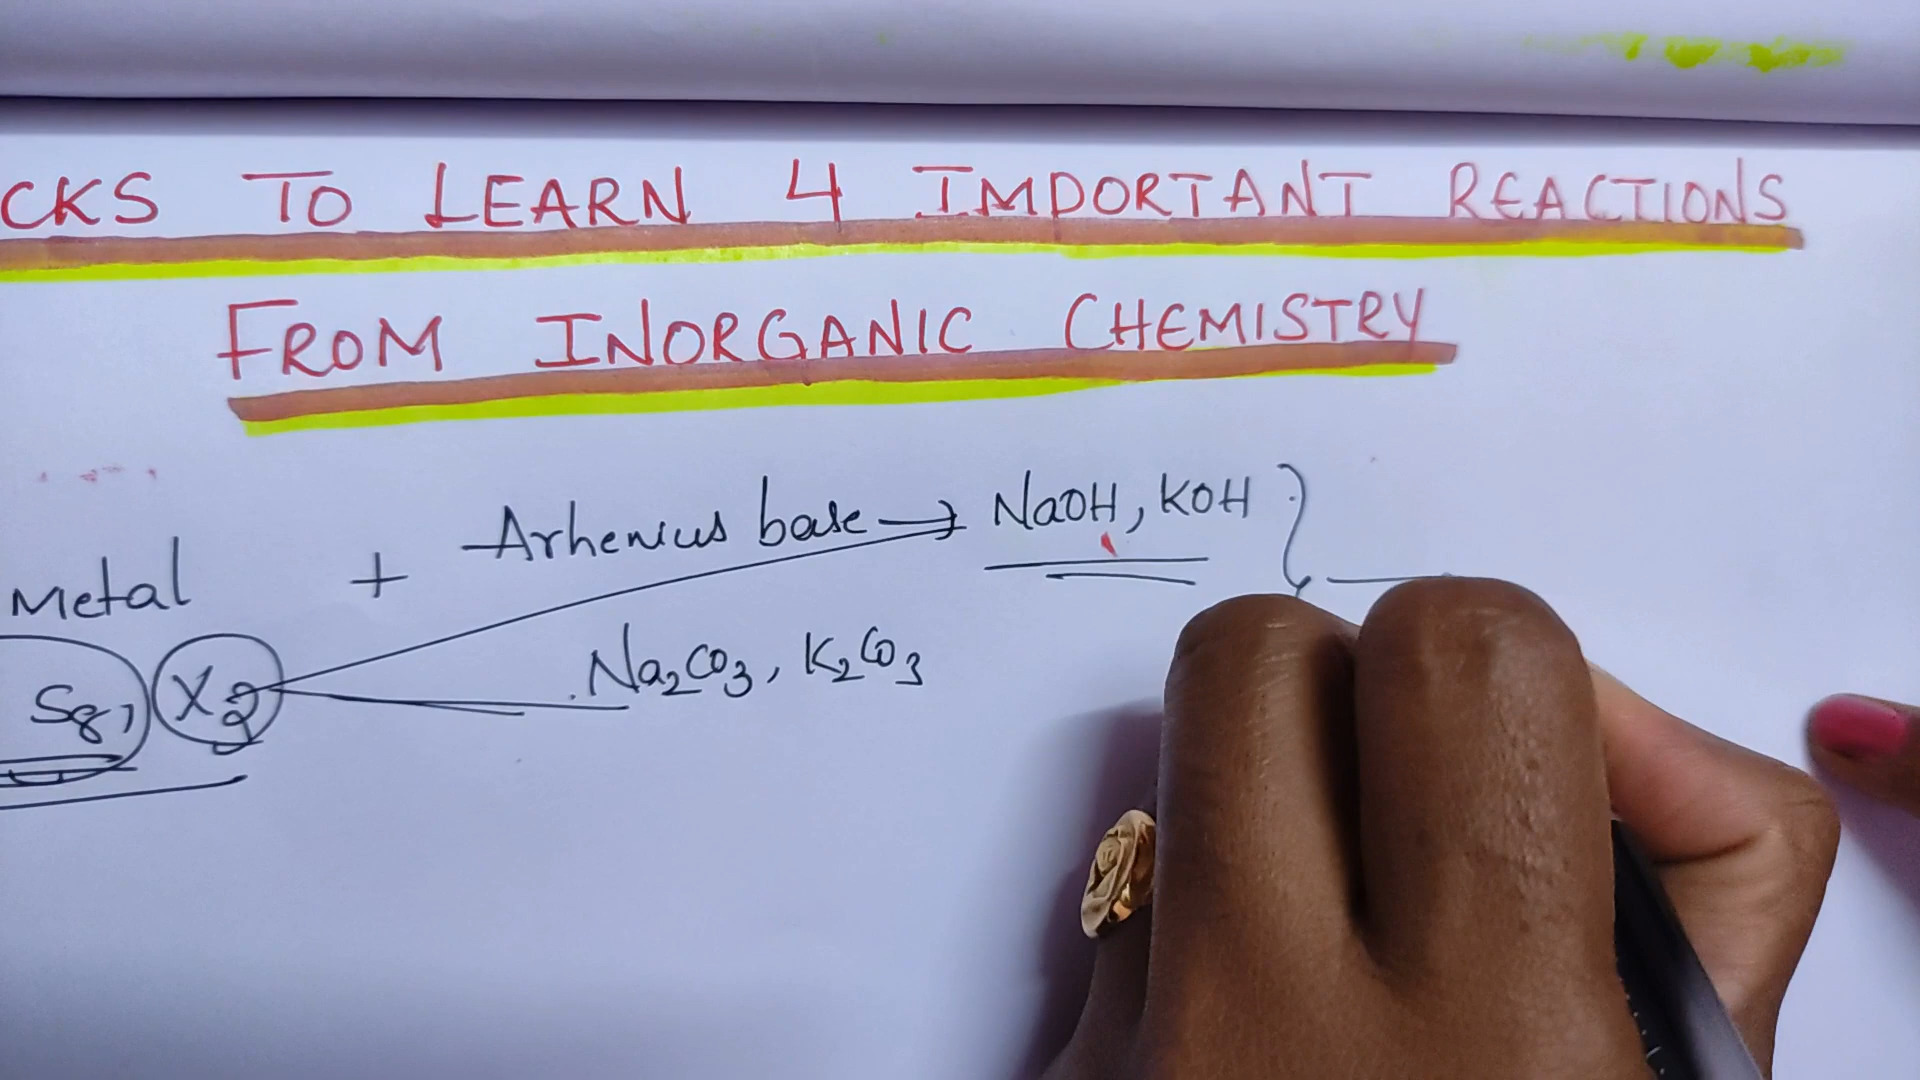 CKS TO LEARN 4 IMPORTANT REACTIONS
FROM INORGANIC CHEMISTRY
Metal + Arhenius base → NaOH, KOH }
S8, X2 Na2CO3, K2CO3